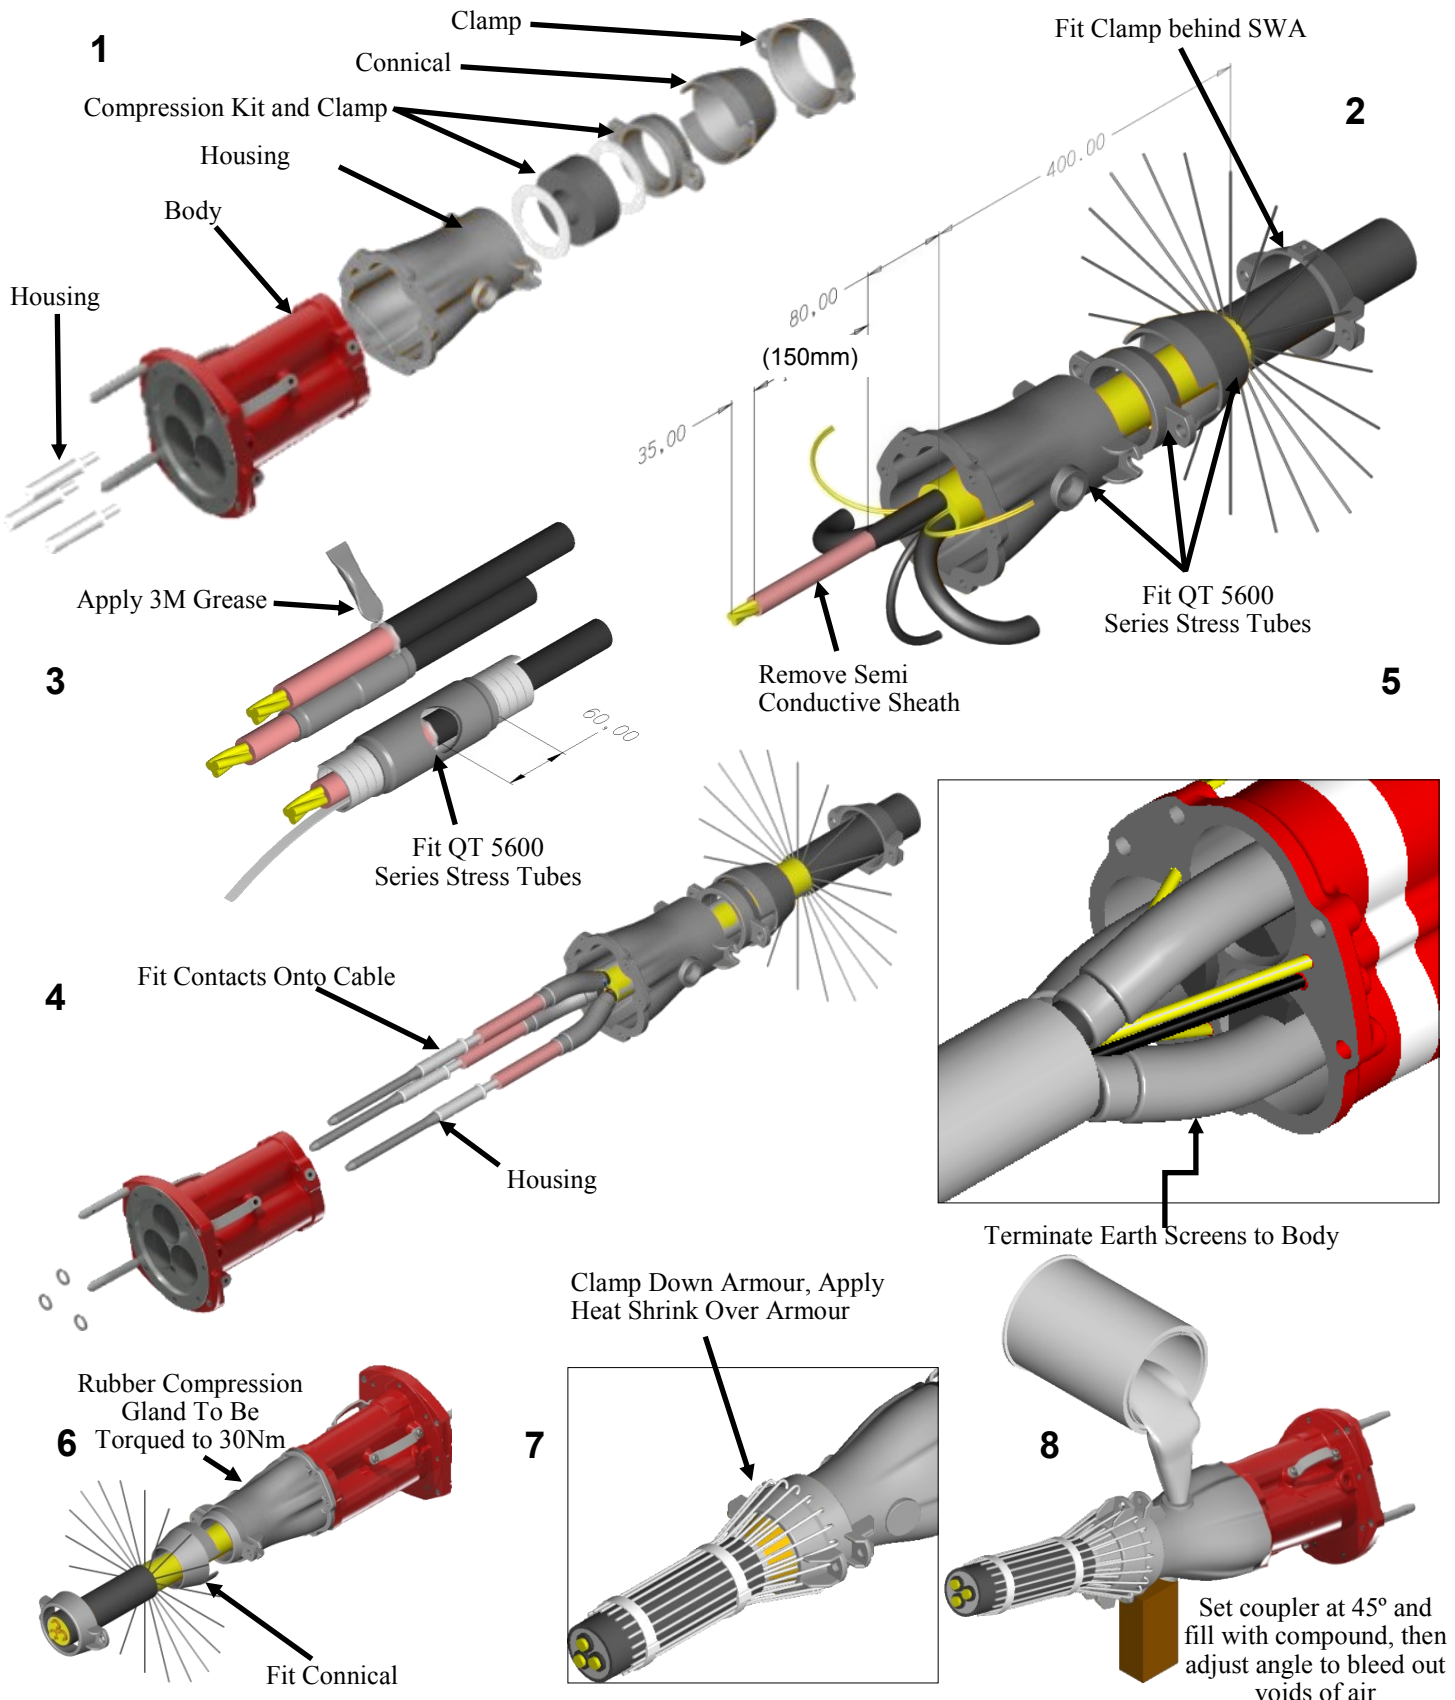 1
Clamp
Connical
Compression Kit and Clamp
Housing
Body
Housing
Fit Clamp behind SWA
2
400.00
80,00
(150mm)
35,00
Fit QT 5600
Series Stress Tubes
Remove Semi
Conductive Sheath
Apply 3M Grease
3
60,00
Fit QT 5600
Series Stress Tubes
5
Fit Contacts Onto Cable
4
Housing
Terminate Earth Screens to Body
Clamp Down Armour, Apply
Heat Shrink Over Armour
Rubber Compression
Gland To Be
Torqued to 30Nm
6
Fit Connical
7
8
Set coupler at 45º and
fill with compound, then
adjust angle to bleed out
voids of air